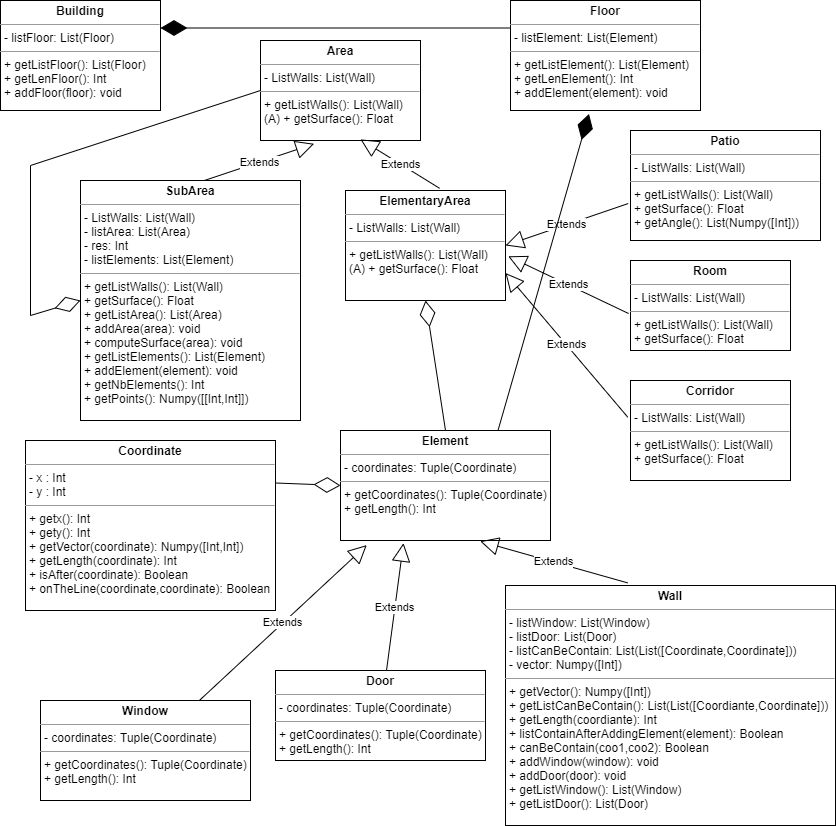 Building
- listFloor: List(Floor)
+ getListFloor(): List(Floor)
+ getLenFloor(): Int
+ addFloor(floor): void
Floor
- listElement: List(Element)
+ getListElement(): List(Element)
+ getLenElement(): Int
+ addElement(element): void
Area
- ListWalls: List(Wall)
+ getListWalls(): List(Wall)
(A) + getSurface(): Float
Extends
Extends
SubArea
- ListWalls: List(Wall)
- listArea: List(Area)
- res: Int
- listElements: List(Element)
+ getListWalls(): List(Wall)
+ getSurface(): Float
+ getListArea(): List(Area)
+ addArea(area): void
+ computeSurface(area): void
+ getListElements(): List(Element)
+ addElement(element): void
+ getNbElements(): Int
+ getPoints(): Numpy([[Int,Int]])
ElementaryArea
- ListWalls: List(Wall)
+ getListWalls(): List(Wall)
(A) + getSurface(): Float
Patio
- ListWalls: List(Wall)
+ getListWalls(): List(Wall)
+ getSurface(): Float
+ getAngle(): List(Numpy([Int]))
Extends
Room
- ListWalls: List(Wall)
+ getListWalls(): List(Wall)
+ getSurface(): Float
Extends
Extends
Corridor
- ListWalls: List(Wall)
+ getListWalls(): List(Wall)
+ getSurface(): Float
Coordinate
- x : Int
- y : Int
+ getx(): Int
+ gety(): Int
+ getVector(coordinate): Numpy([Int,Int])
+ getLength(coordinate): Int
+ isAfter(coordinate): Boolean
+ onTheLine(coordinate,coordinate): Boolean
Element
- coordinates: Tuple(Coordinate)
+ getCoordinates(): Tuple(Coordinate)
+ getLength(): Int
Extends
Extends
Extends
Window
- coordinates: Tuple(Coordinate)
+ getCoordinates(): Tuple(Coordinate)
+ getLength(): Int
Door
- coordinates: Tuple(Coordinate)
+ getCoordinates(): Tuple(Coordinate)
+ getLength(): Int
Wall
- listWindow: List(Window)
- listDoor: List(Door)
- listCanBeContain: List(List([Coordinate,Coordinate]))
- vector: Numpy([Int])
+ getVector(): Numpy([Int])
+ getListCanBeContain(): List(List([Coordiante,Coordinate]))
+ getLength(coordiante): Int
+ listContainAfterAddingElement(element): Boolean
+ canBeContain(coo1,coo2): Boolean
+ addWindow(window): void
+ addDoor(door): void
+ getListWindow(): List(Window)
+ getListDoor(): List(Door)